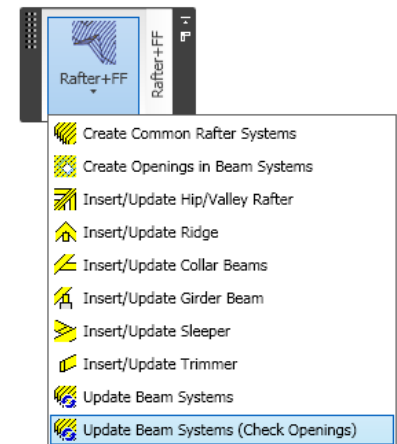 Rafter+FF
Rafter+FF
Create Common Rafter Systems
Create Openings in Beam Systems
Insert/Update Hip/Valley Rafter
Insert/Update Ridge
Insert/Update Collar Beams
Insert/Update Girder Beam
Insert/Update Sleeper
Insert/Update Trimmer
Update Beam Systems
Update Beam Systems (Check Openings)